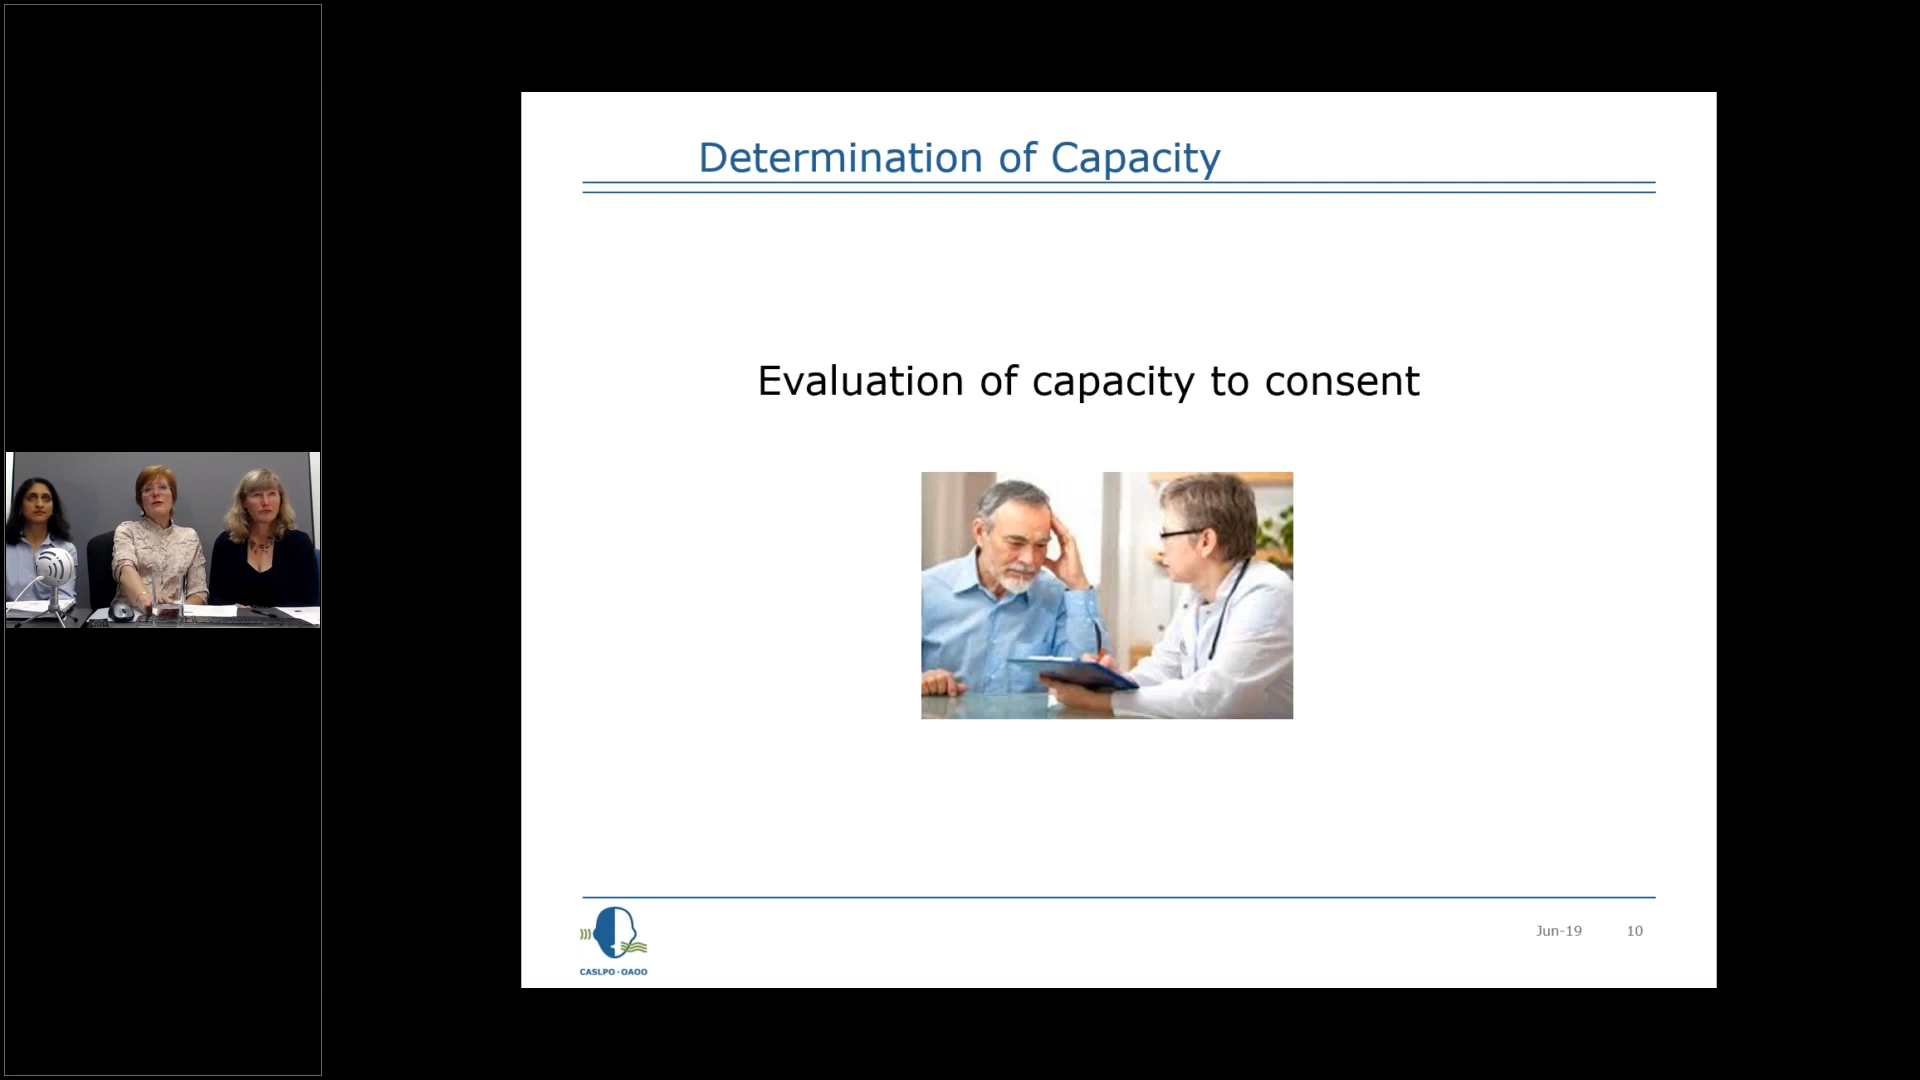 Determination of Capacity
Evaluation of capacity to consent
CASLPO-OAOO
Jun-19
10